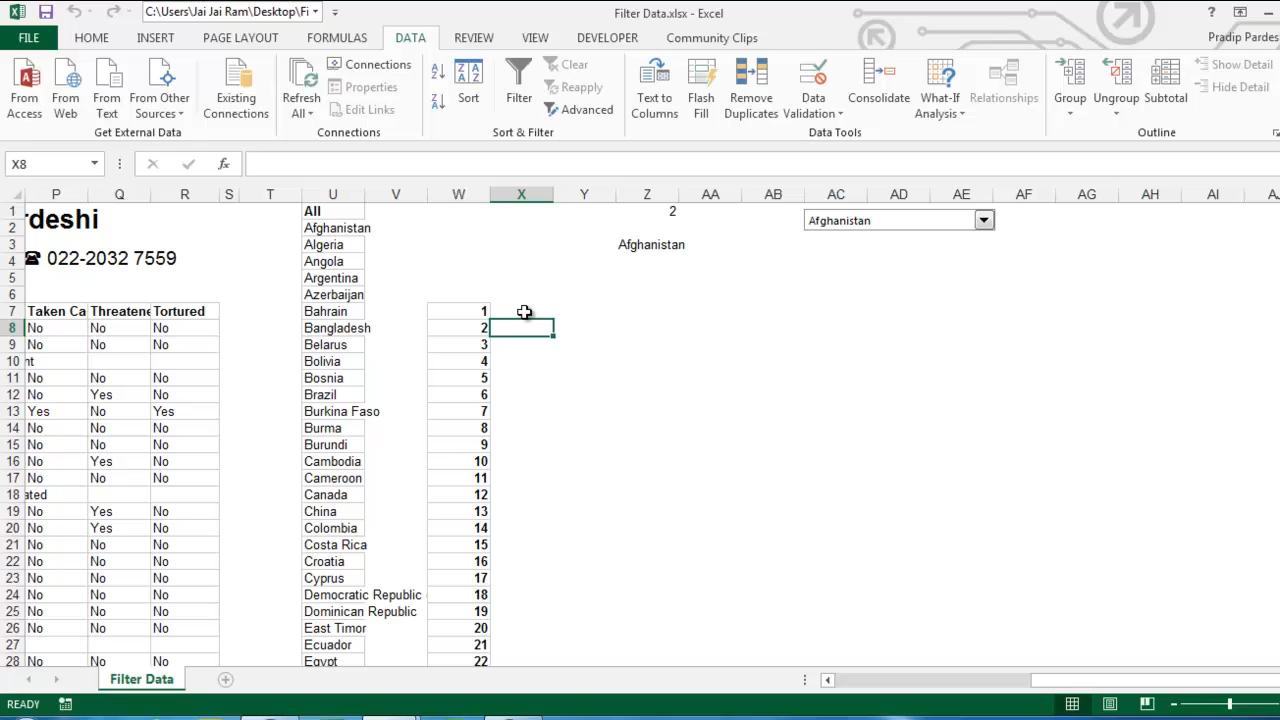 C:\Users\Jai Jai Ram\Desktop\Fi
Filter Data.xlsx - Excel
?
FILE HOME INSERT PAGE LAYOUT FORMULAS DATA REVIEW VIEW DEVELOPER Community Clips Pradip Pardes
From Access
From Web
From Text
From Other Sources
Existing Connections
Get External Data
Refresh All
Connections
Properties
Edit Links
Connections
Sort
Filter
Clear
Reapply
Advanced
Sort & Filter
Text to Columns
Flash Fill
Remove Duplicates
Data Validation
Consolidate
What-If Analysis
Relationships
Data Tools
Group
Ungroup
Subtotal
Show Detail
Hide Detail
Outline
X8 fx
P Q R S T U V W X Y Z AA AB AC AD AE AF AG AH AI
1 rdeshi All 2 Afghanistan
2 Afghanistan
3 Algeria Afghanistan
4 ☎ 022-2032 7559 Angola
5 Argentina
6 Azerbaijan
7 Taken Ca Threatene Tortured Bahrain 1
8 No No No Bangladesh 2
9 No No No Belarus 3
10 nt Bolivia 4
11 No No No Bosnia 5
12 No Yes No Brazil 6
13 Yes No Yes Burkina Faso 7
14 No No No Burma 8
15 No No No Burundi 9
16 No Yes No Cambodia 10
17 No No No Cameroon 11
18 ated Canada 12
19 No Yes No China 13
20 No Yes No Colombia 14
21 No No No Costa Rica 15
22 No No No Croatia 16
23 No No No Cyprus 17
24 No No No Democratic Republic 18
25 No No No Dominican Republic 19
26 No No No East Timor 20
27 Ecuador 21
28 No No No Egypt 22
Filter Data
READY